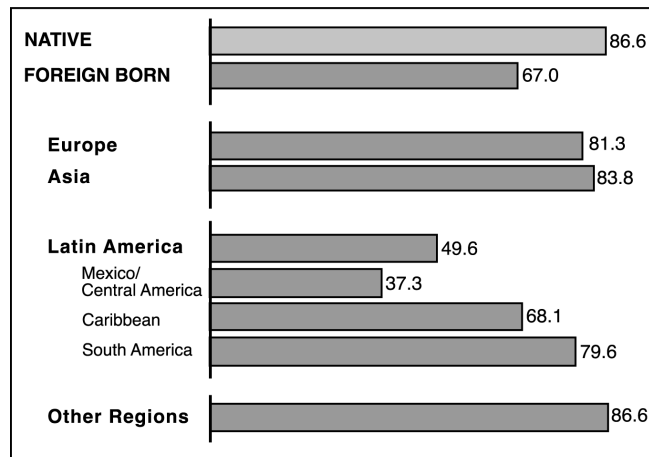 NATIVE 86.6
FOREIGN BORN 67.0
Europe 81.3
Asia 83.8
Latin America 49.6
Mexico/
Central America 37.3
Caribbean 68.1
South America 79.6
Other Regions 86.6